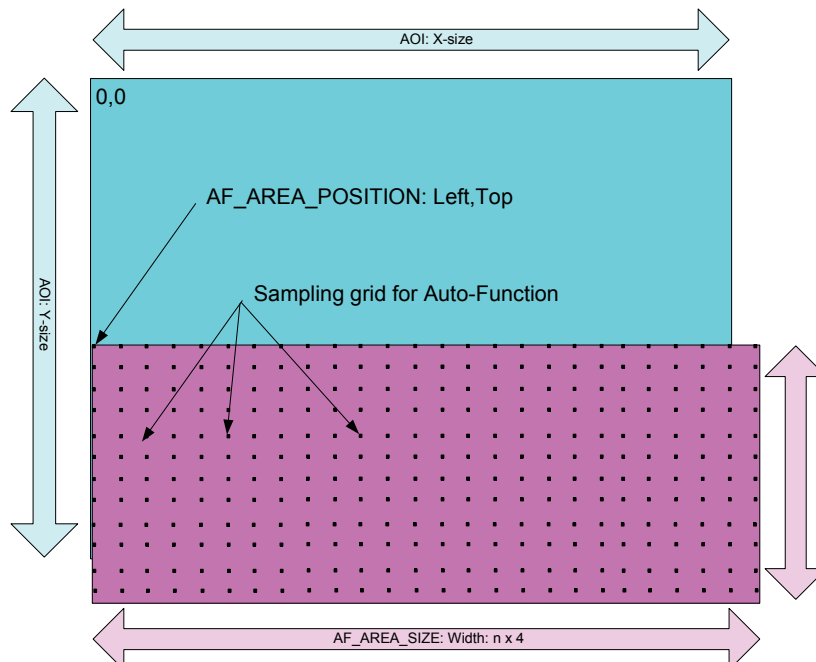 AOI: X-size
0,0
AF_AREA_POSITION: Left,Top
AOI: Y-size
Sampling grid for Auto-Function
AF_AREA_SIZE: Width: n x 4